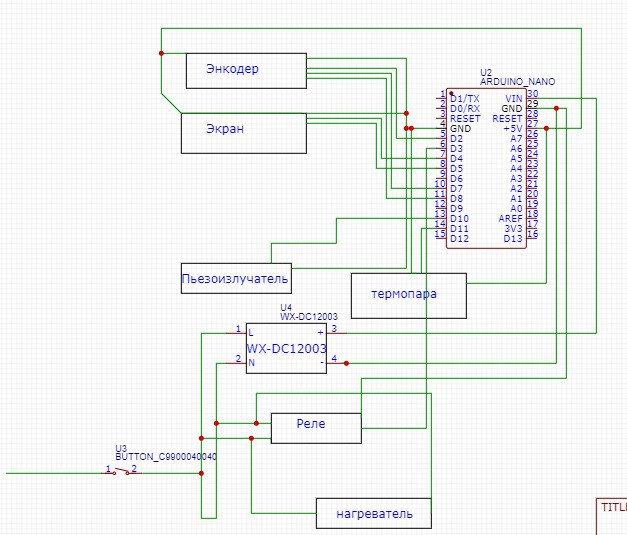 Энкодер
Экран
U2
ARDUINO_NANO
1 D1/TX VIN 30
2 D0/RX GND 29
3 RESET RESET 28
4 GND +5V 27
5 D2 A7 26
6 D3 A6 25
7 D4 A5 24
8 D5 A4 23
9 D6 A3 22
10 D7 A2 21
11 D8 A1 20
12 D9 A0 19
13 D10 AREF 18
14 D11 3V3 17
15 D12 D13 16
Пьезоизлучатель
термопара
U4
WX-DC12003
1 L + 3
WX-DC12003
2 N - 4
Реле
U3
BUTTON_C9900040040
1 2
нагреватель
TITL